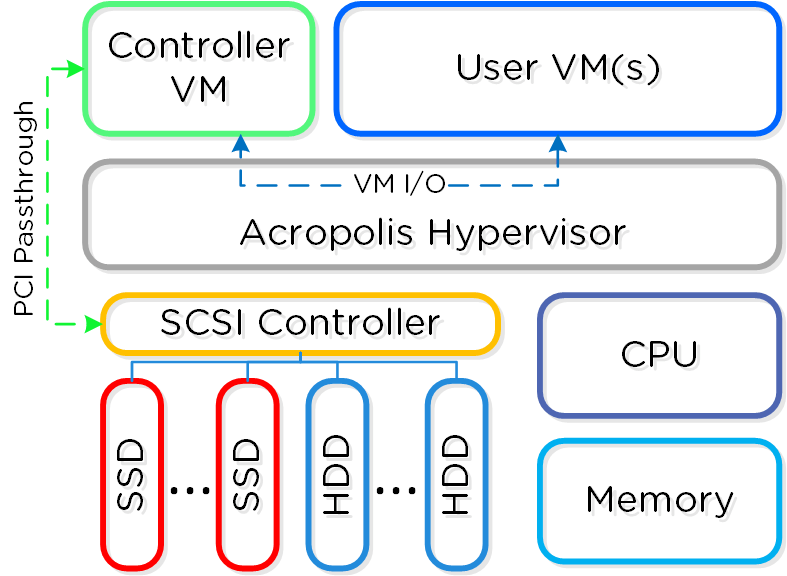 Controller
VM
User VM(s)
PCI Passthrough
VM I/O
Acropolis Hypervisor
SCSI Controller
CPU
SSD
...
SSD
HDD
...
HDD
Memory